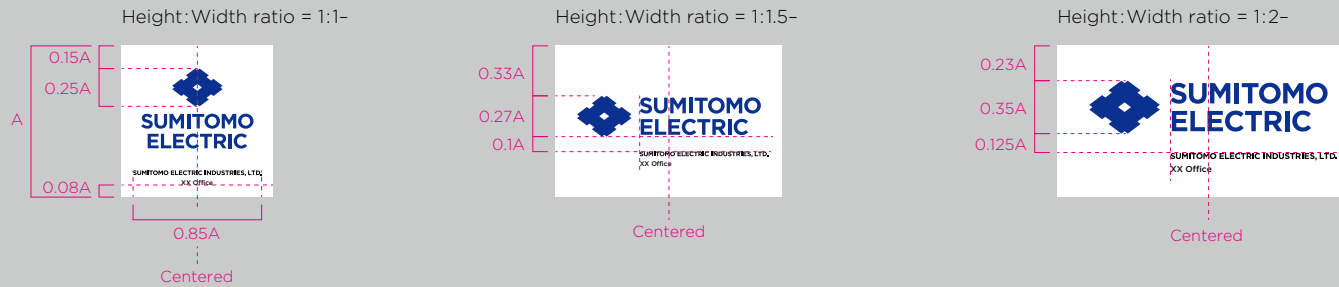 Height:Width ratio = 1:1–
0.15A
0.25A
A
0.08A
SUMITOMO
ELECTRIC
SUMITOMO ELECTRIC INDUSTRIES, LTD.
XX Office
0.85A
Centered
Height:Width ratio = 1:1.5–
0.33A
0.27A
0.1A
SUMITOMO
ELECTRIC
SUMITOMO ELECTRIC INDUSTRIES, LTD.
XX Office
Centered
Height:Width ratio = 1:2–
0.23A
0.35A
0.125A
SUMITOMO
ELECTRIC
SUMITOMO ELECTRIC INDUSTRIES, LTD.
XX Office
Centered